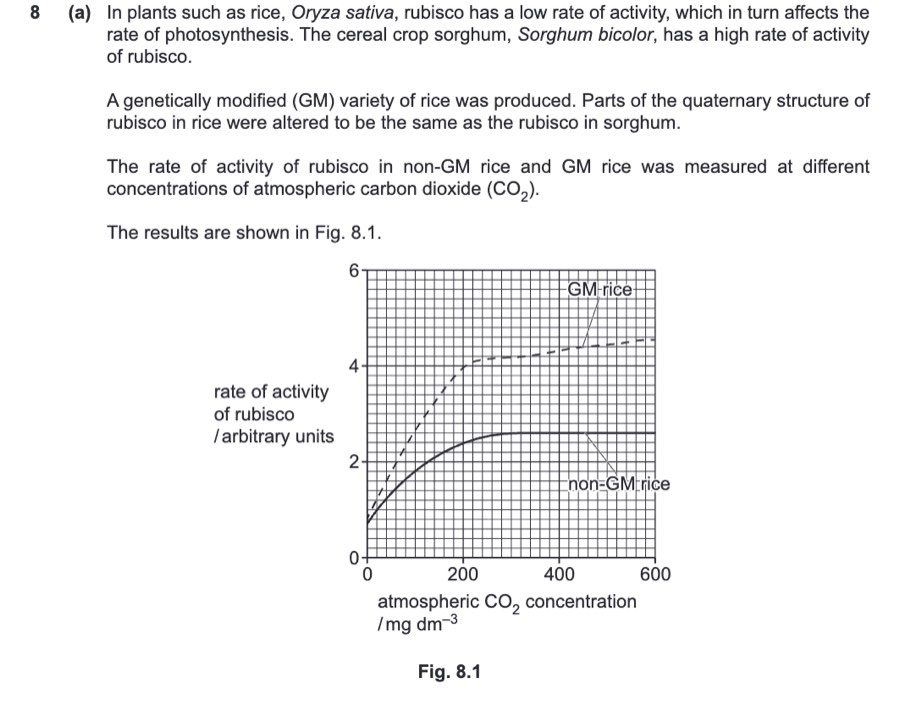 8 (a) In plants such as rice, Oryza sativa, rubisco has a low rate of activity, which in turn affects the
rate of photosynthesis. The cereal crop sorghum, Sorghum bicolor, has a high rate of activity
of rubisco.
A genetically modified (GM) variety of rice was produced. Parts of the quaternary structure of
rubisco in rice were altered to be the same as the rubisco in sorghum.
The rate of activity of rubisco in non-GM rice and GM rice was measured at different
concentrations of atmospheric carbon dioxide (CO₂).
The results are shown in Fig. 8.1.
6
GM rice
4
rate of activity
of rubisco
/ arbitrary units
2
non-GM rice
0
0 200 400 600
atmospheric CO₂ concentration
/ mg dm⁻³
Fig. 8.1